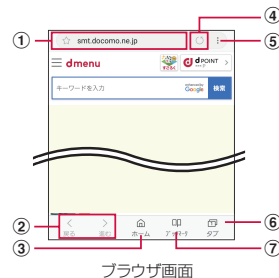 ④
① smt.docomo.ne.jp ⑤
dmenu d POINT
キーワードを入力 Google 検索
② 戻る 進む ホーム ブックマーク タブ ⑥
③ ⑦
ブラウザ画面